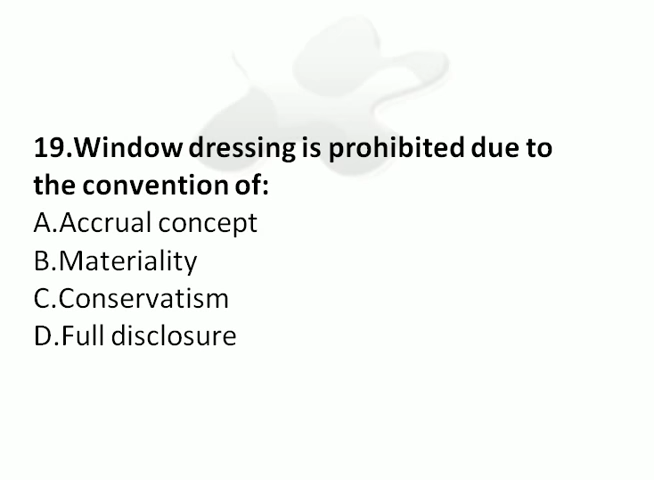 19.Window dressing is prohibited due to
the convention of:
A.Accrual concept
B.Materiality
C.Conservatism
D.Full disclosure